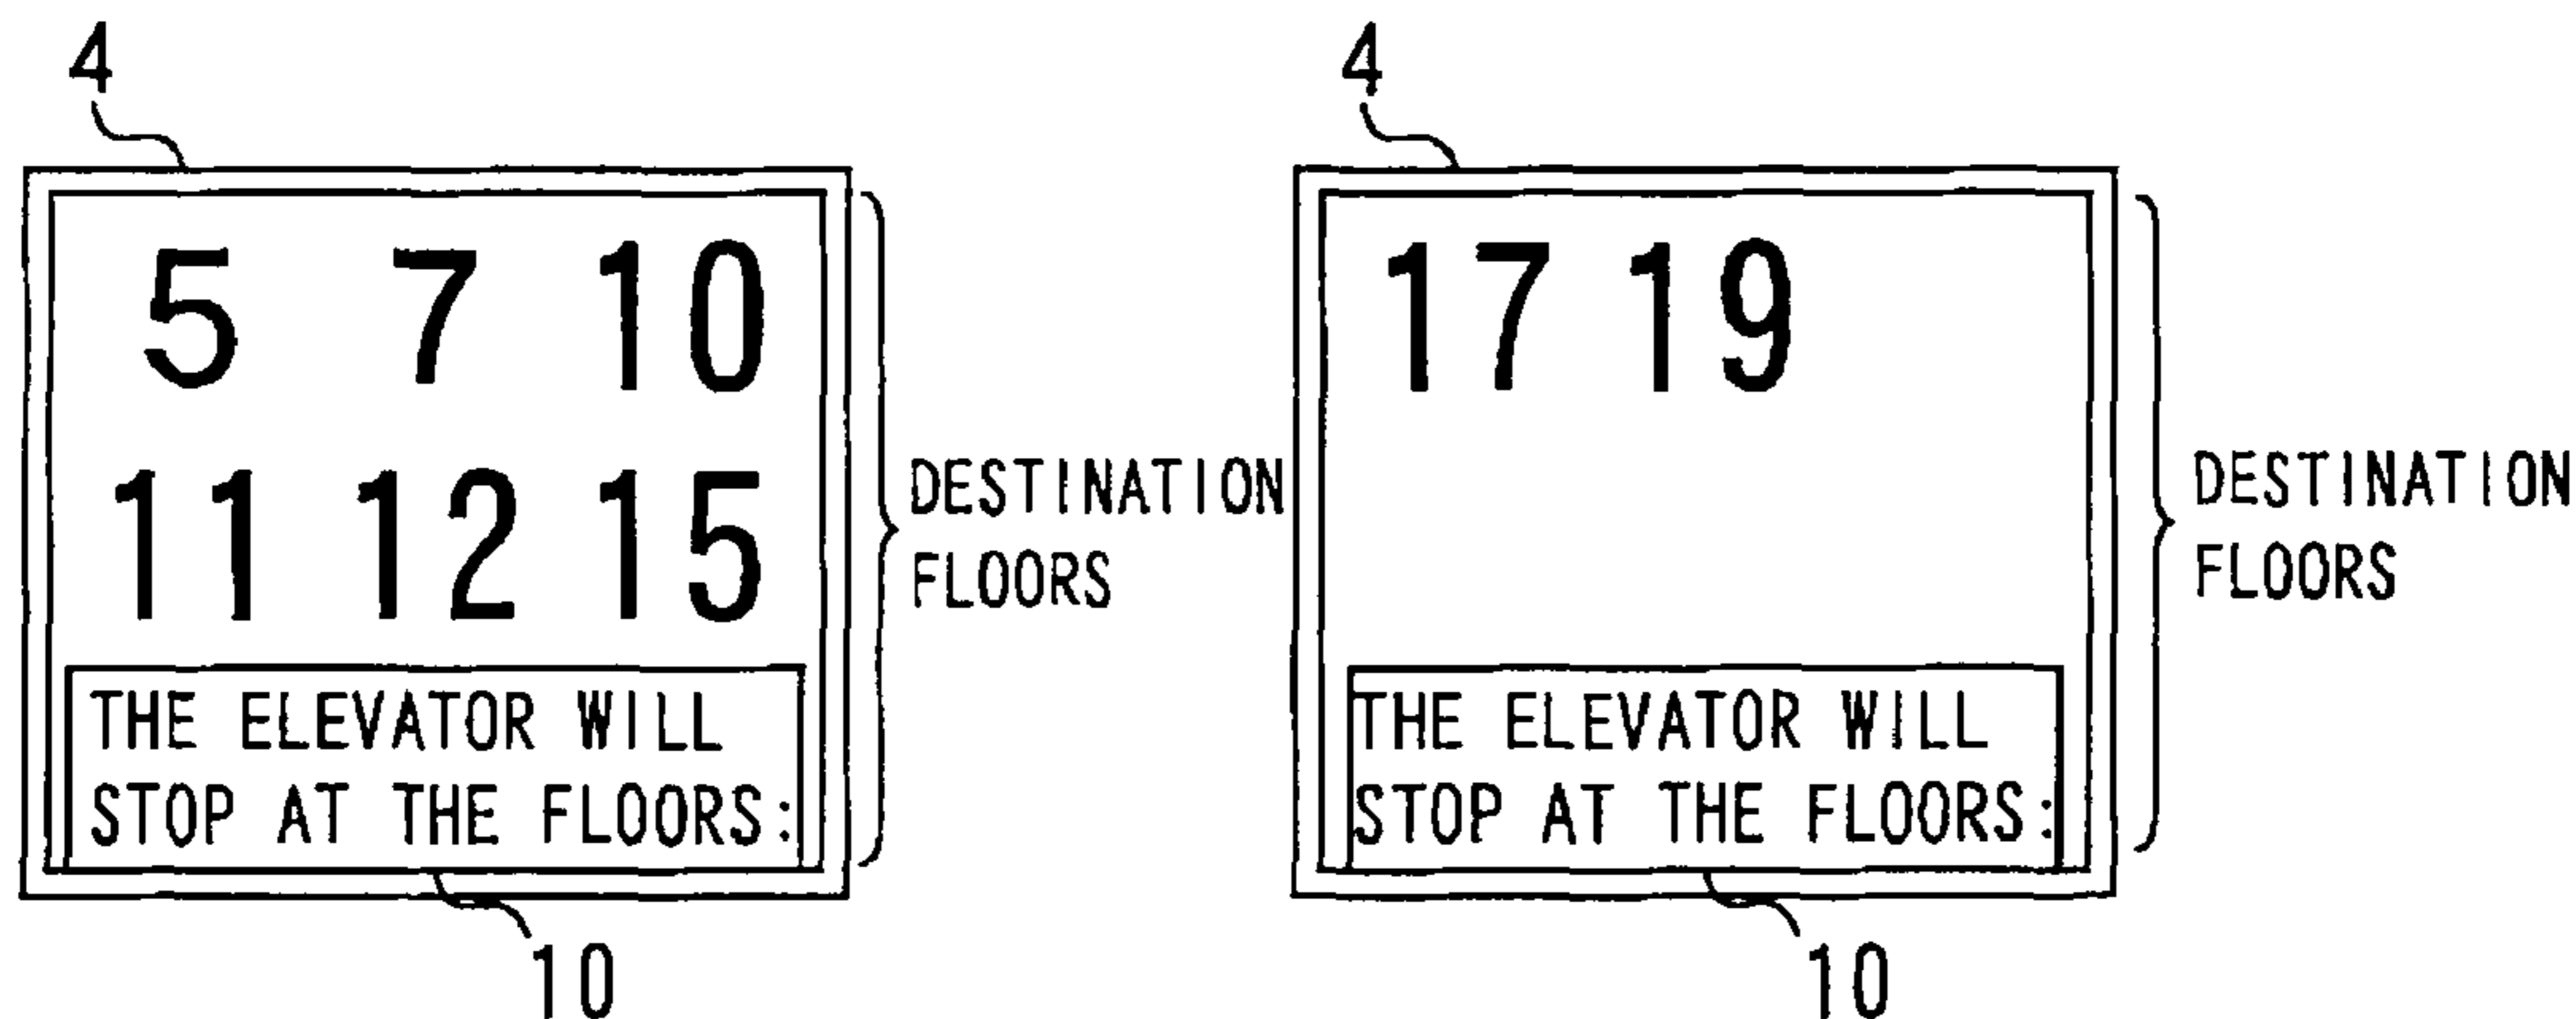 4
5 7 10
11 12 15
THE ELEVATOR WILL
STOP AT THE FLOORS:
DESTINATION
FLOORS
10
4
17 19
THE ELEVATOR WILL
STOP AT THE FLOORS:
DESTINATION
FLOORS
10